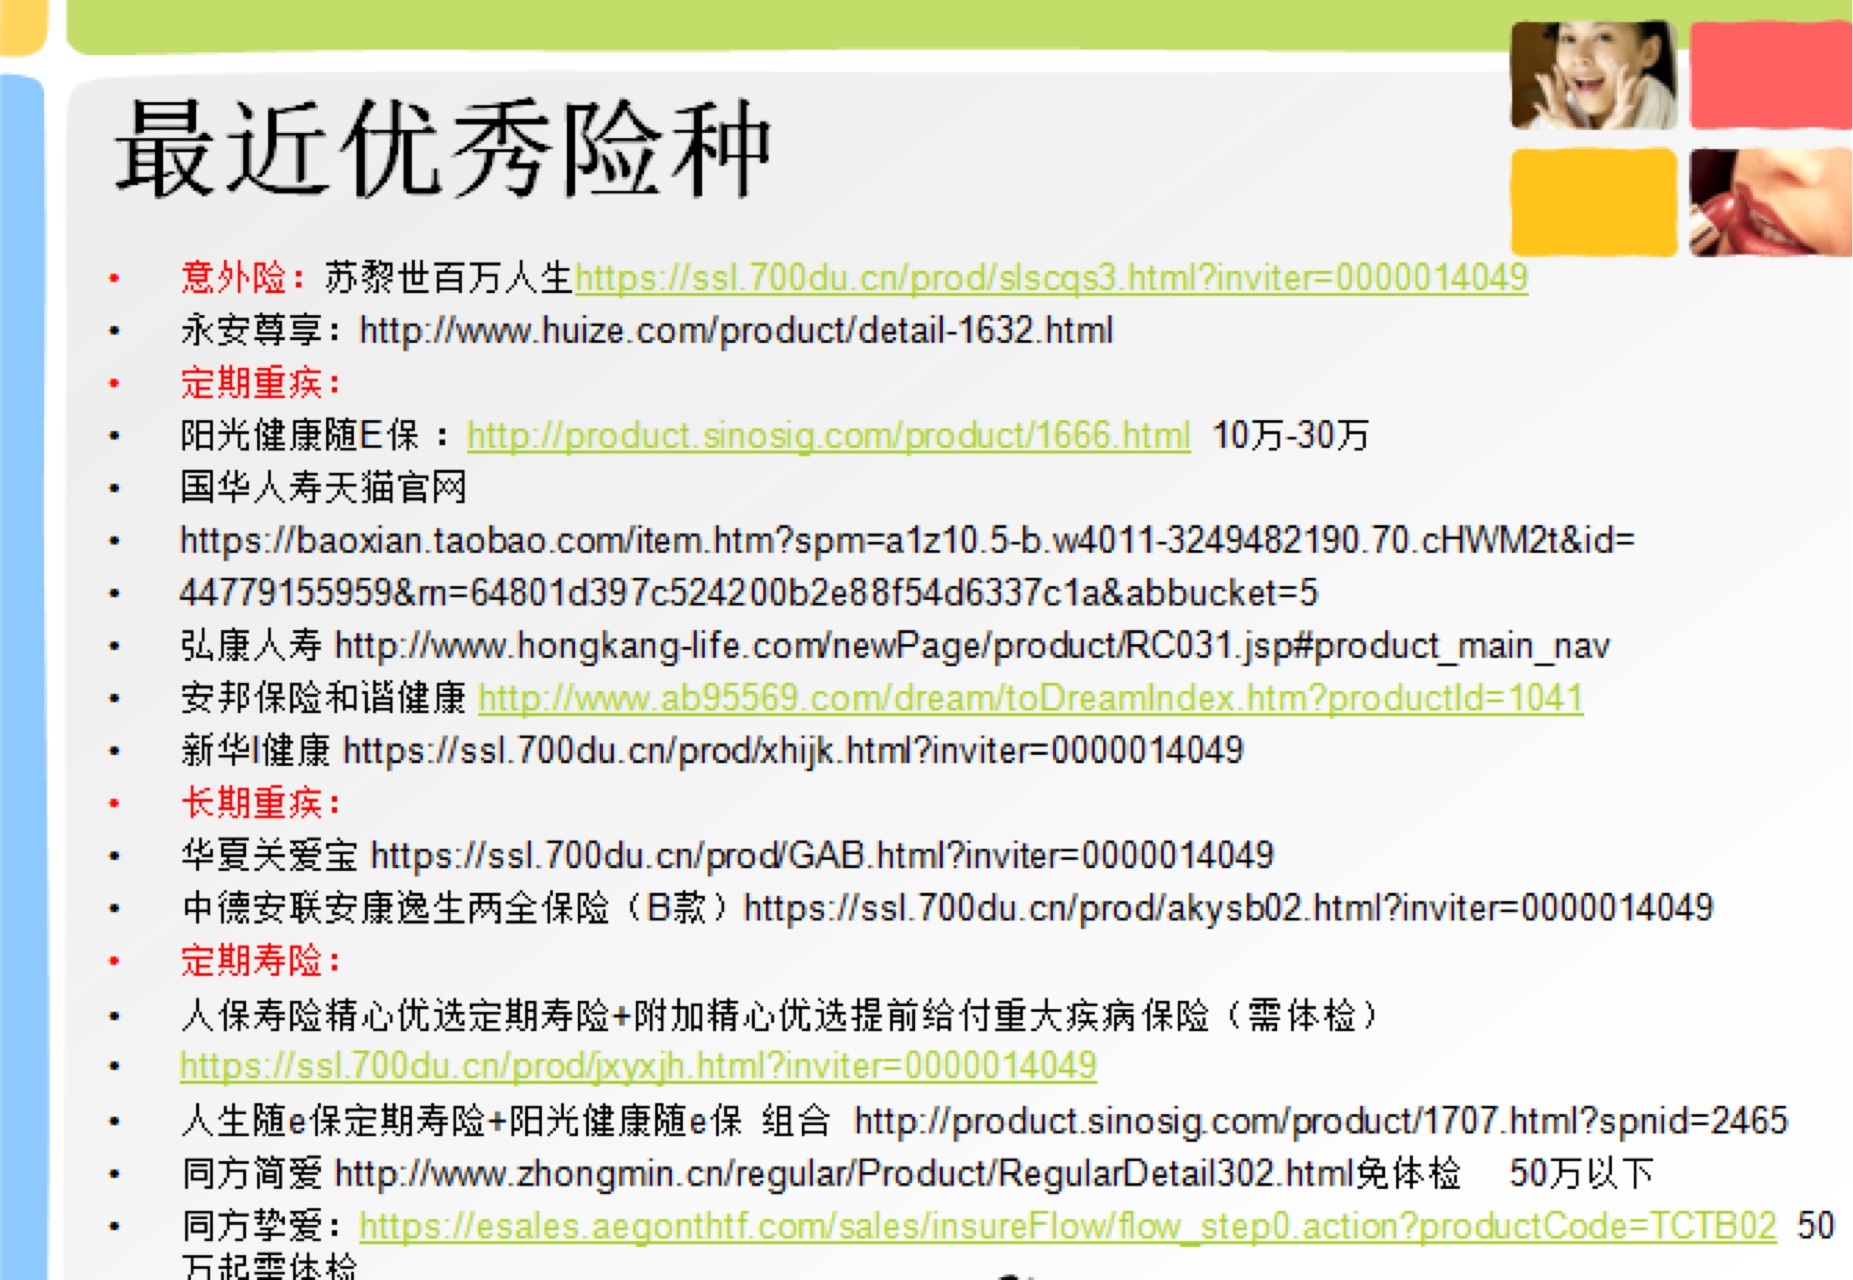 最近优秀险种
• 意外险：苏黎世百万人生https://ssl.700du.cn/prod/slscqs3.html?inviter=0000014049
• 永安尊享：http://www.huize.com/product/detail-1632.html
• 定期重疾：
• 阳光健康随E保 ：http://product.sinosig.com/product/1666.html 10万-30万
• 国华人寿天猫官网
• https://baoxian.taobao.com/item.htm?spm=a1z10.5-b.w4011-3249482190.70.cHWM2t&id=
• 44779155959&rn=64801d397c524200b2e88f54d6337c1a&abbucket=5
• 弘康人寿 http://www.hongkang-life.com/newPage/product/RC031.jsp#product_main_nav
• 安邦保险和谐健康 http://www.ab95569.com/dream/toDreamIndex.htm?productId=1041
• 新华I健康 https://ssl.700du.cn/prod/xhijk.html?inviter=0000014049
• 长期重疾：
• 华夏关爱宝 https://ssl.700du.cn/prod/GAB.html?inviter=0000014049
• 中德安联安康逸生两全保险（B款）https://ssl.700du.cn/prod/akysb02.html?inviter=0000014049
• 定期寿险：
• 人保寿险精心优选定期寿险+附加精心优选提前给付重大疾病保险（需体检）
• https://ssl.700du.cn/prod/jxyxjh.html?inviter=0000014049
• 人生随e保定期寿险+阳光健康随e保 组合 http://product.sinosig.com/product/1707.html?spnid=2465
• 同方简爱 http://www.zhongmin.cn/regular/Product/RegularDetail302.html免体检 50万以下
• 同方挚爱：https://esales.aegonthtf.com/sales/insureFlow/flow_step0.action?productCode=TCTB02 50
万起需体检